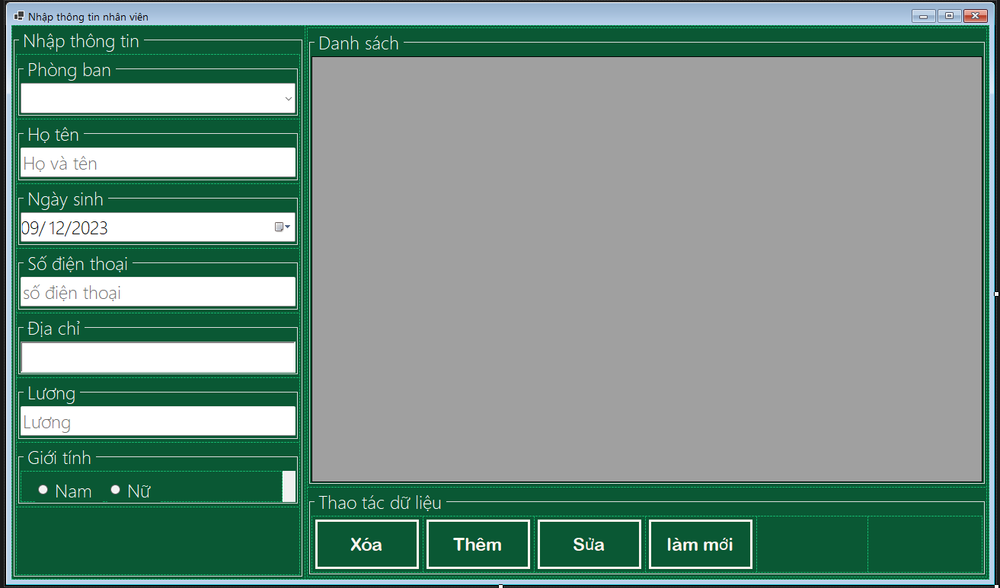 Nhập thông tin nhân viên
Nhập thông tin
Phòng ban
Họ tên
Họ và tên
Ngày sinh
09/12/2023
Số điện thoại
số điện thoại
Địa chỉ
Lương
Lương
Giới tính
Nam Nữ
Danh sách
Thao tác dữ liệu
Xóa Thêm Sửa làm mới